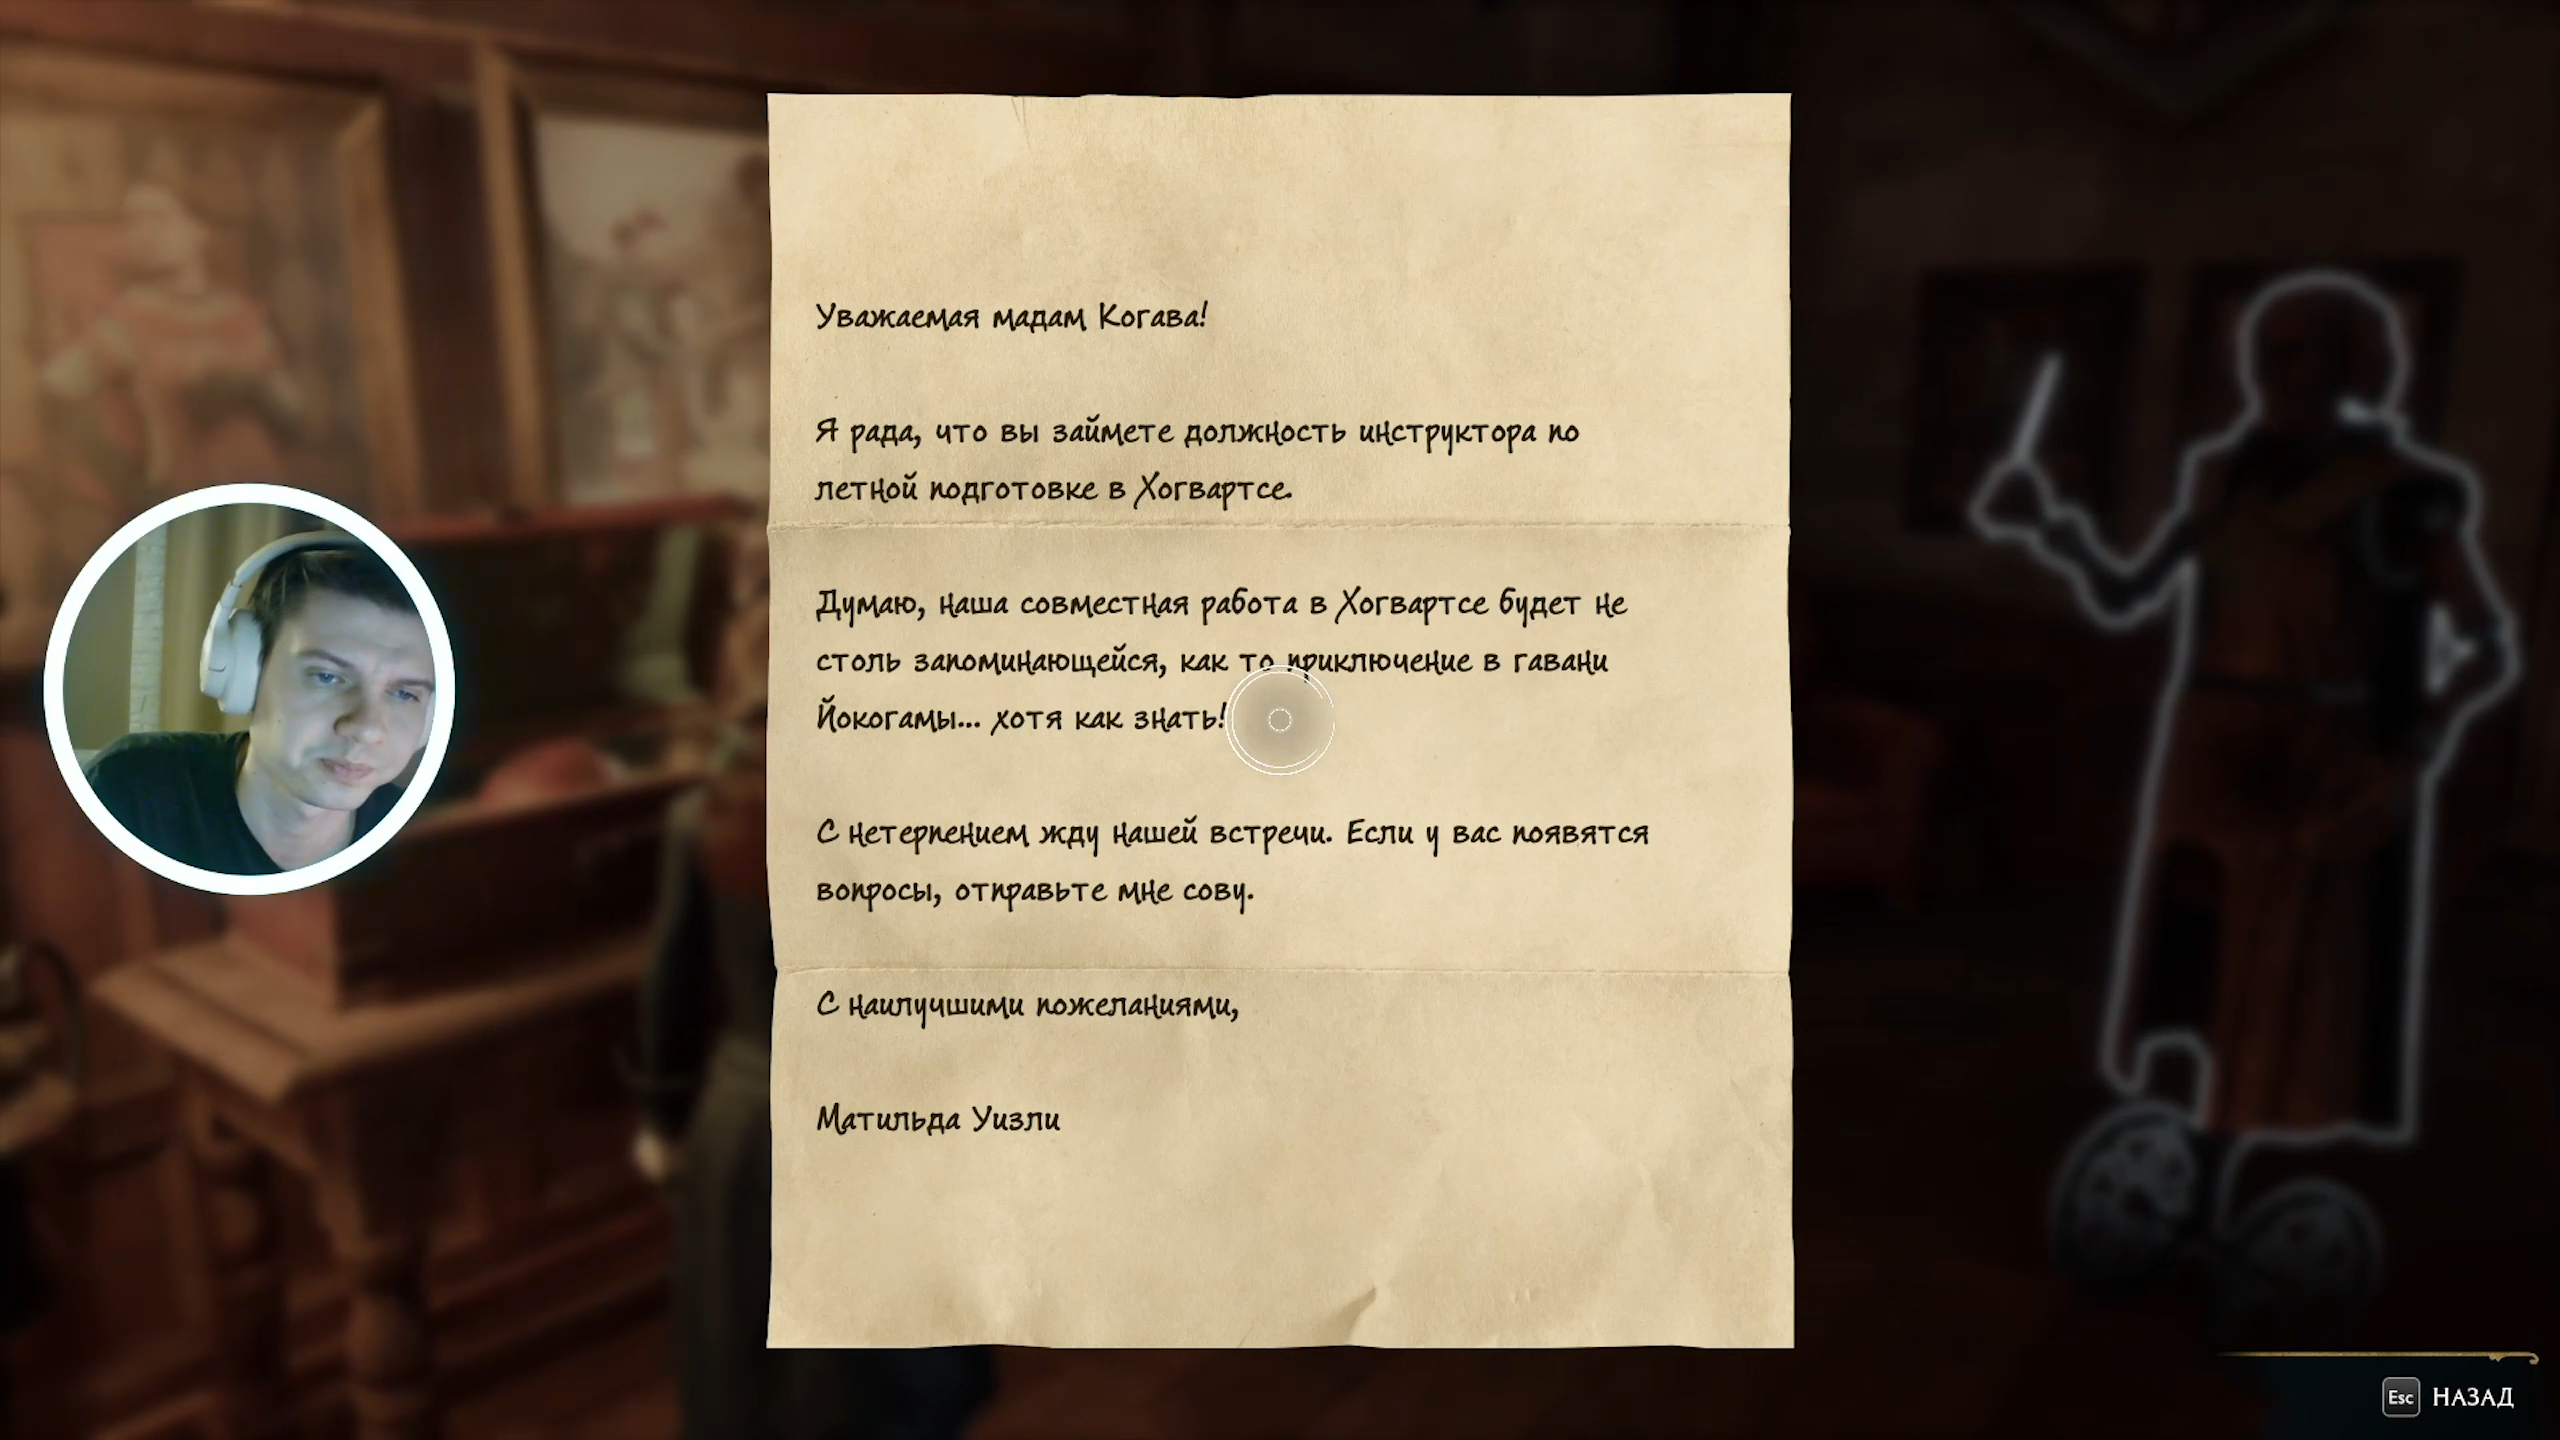 Уважаемая мадам Когава!
Я рада, что вы займете должность инструктора по
летной подготовке в Хогвартсе.
Думаю, наша совместная работа в Хогвартсе будет не
столь запоминающейся, как то приключение в гавани
Йокогамы... хотя как знать!
С нетерпением жду нашей встречи. Если у вас появятся
вопросы, отправьте мне сову.
С наилучшими пожеланиями,
Матильда Уизли
Esc НАЗАД